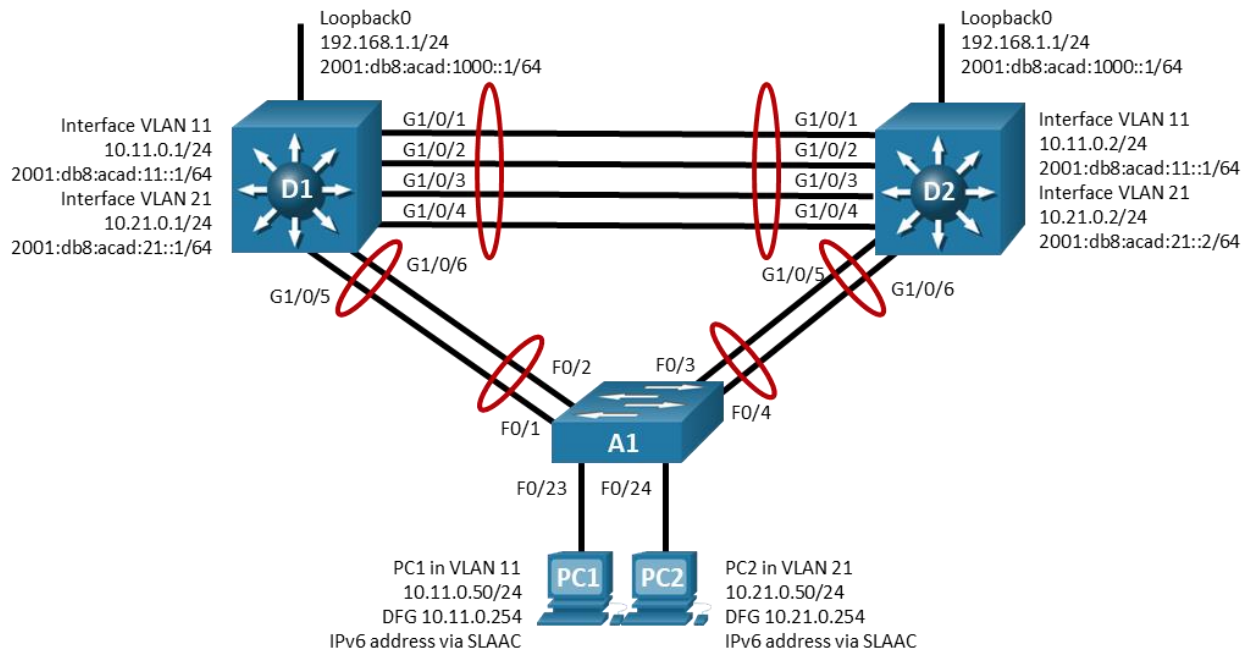 Loopback0
192.168.1.1/24
2001:db8:acad:1000::1/64
Loopback0
192.168.1.1/24
2001:db8:acad:1000::1/64
Interface VLAN 11
10.11.0.1/24
2001:db8:acad:11::1/64
Interface VLAN 21
10.21.0.1/24
2001:db8:acad:21::1/64
D1
G1/0/1
G1/0/2
G1/0/3
G1/0/4
G1/0/1
G1/0/2
G1/0/3
G1/0/4
D2
Interface VLAN 11
10.11.0.2/24
2001:db8:acad:11::1/64
Interface VLAN 21
10.21.0.2/24
2001:db8:acad:21::2/64
G1/0/6
G1/0/5
G1/0/5
G1/0/6
F0/2
F0/1
F0/3
F0/4
A1
F0/23
F0/24
PC1 in VLAN 11
10.11.0.50/24
DFG 10.11.0.254
IPv6 address via SLAAC
PC1
PC2
PC2 in VLAN 21
10.21.0.50/24
DFG 10.21.0.254
IPv6 address via SLAAC